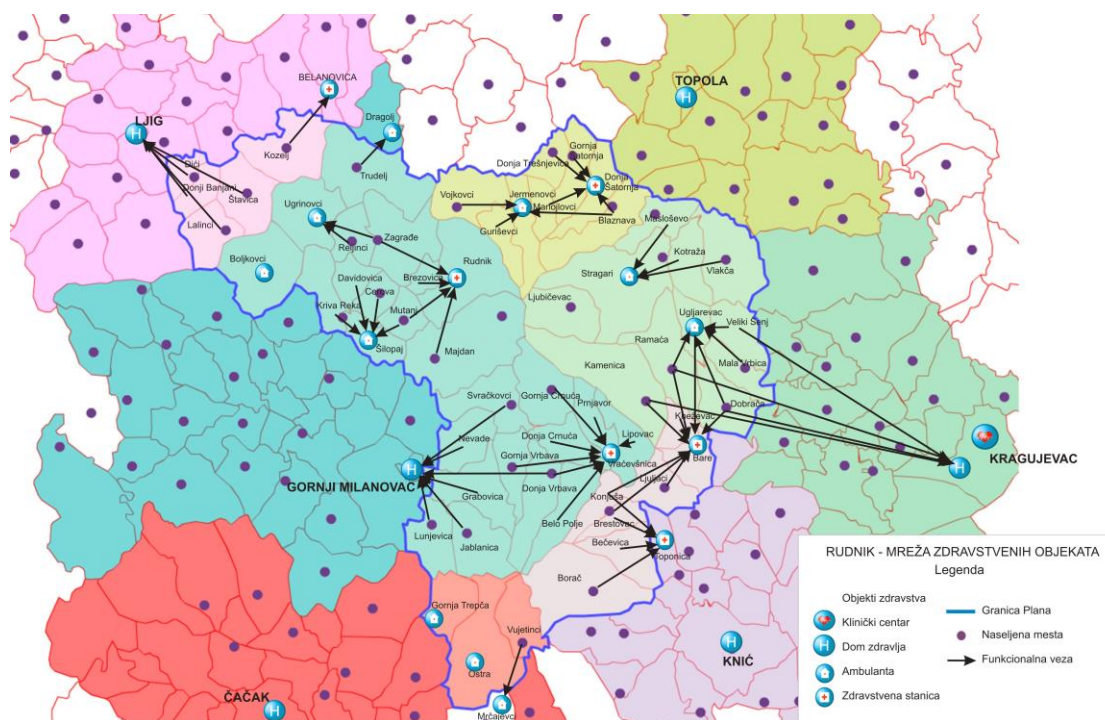 BELANOVICA
TOPOLA
LJIG
Dragolj
Kozelj
Gornja
Šatornja
Donja Trešnjevica
Dići
Trudelj
Donji Banjani
Štavica
Donja
Šatornja
Vojkovci
Jermenovci
Manojlovci
Ugrinovci
Lalinci
Blaznava
Masloševo
Guriševci
Zagrađe
Reljinci
Kotraža
Vlakča
Rudnik
Boljkovci
Stragari
Davidovica
Brezovica
Cerova
Ljubičevac
Kriva Reka
Mutanj
Ugljarevac
Veliki Senj
Šilopaj
Ramaća
Majdan
Kamenica
Mala Vrbica
Svračkovci
Gornja Crnuća
Prnjavor
Dobrača
Kneževac
Nevade
Donja Crnuća
Lipovac
Gornja Vrbava
Vraćevšnica
Bare
KRAGUJEVAC
GORNJI MILANOVAC
Donja Vrbava
Ljuljaci
Grabovica
Konjuša
Belo Polje
Brestovac
Lunjevica
Jablanica
Bečevica
Toponica
Borač
Gornja Trepča
Vujetinci
Ostra
KNIĆ
ČAČAK
Mrčajevci
RUDNIK - MREŽA ZDRAVSTVENIH OBJEKATA
Legenda
Objekti zdravstva
Klinički centar
Dom zdravlja
Ambulanta
Zdravstvena stanica
Granica Plana
Naseljena mesta
Funkcionalna veza